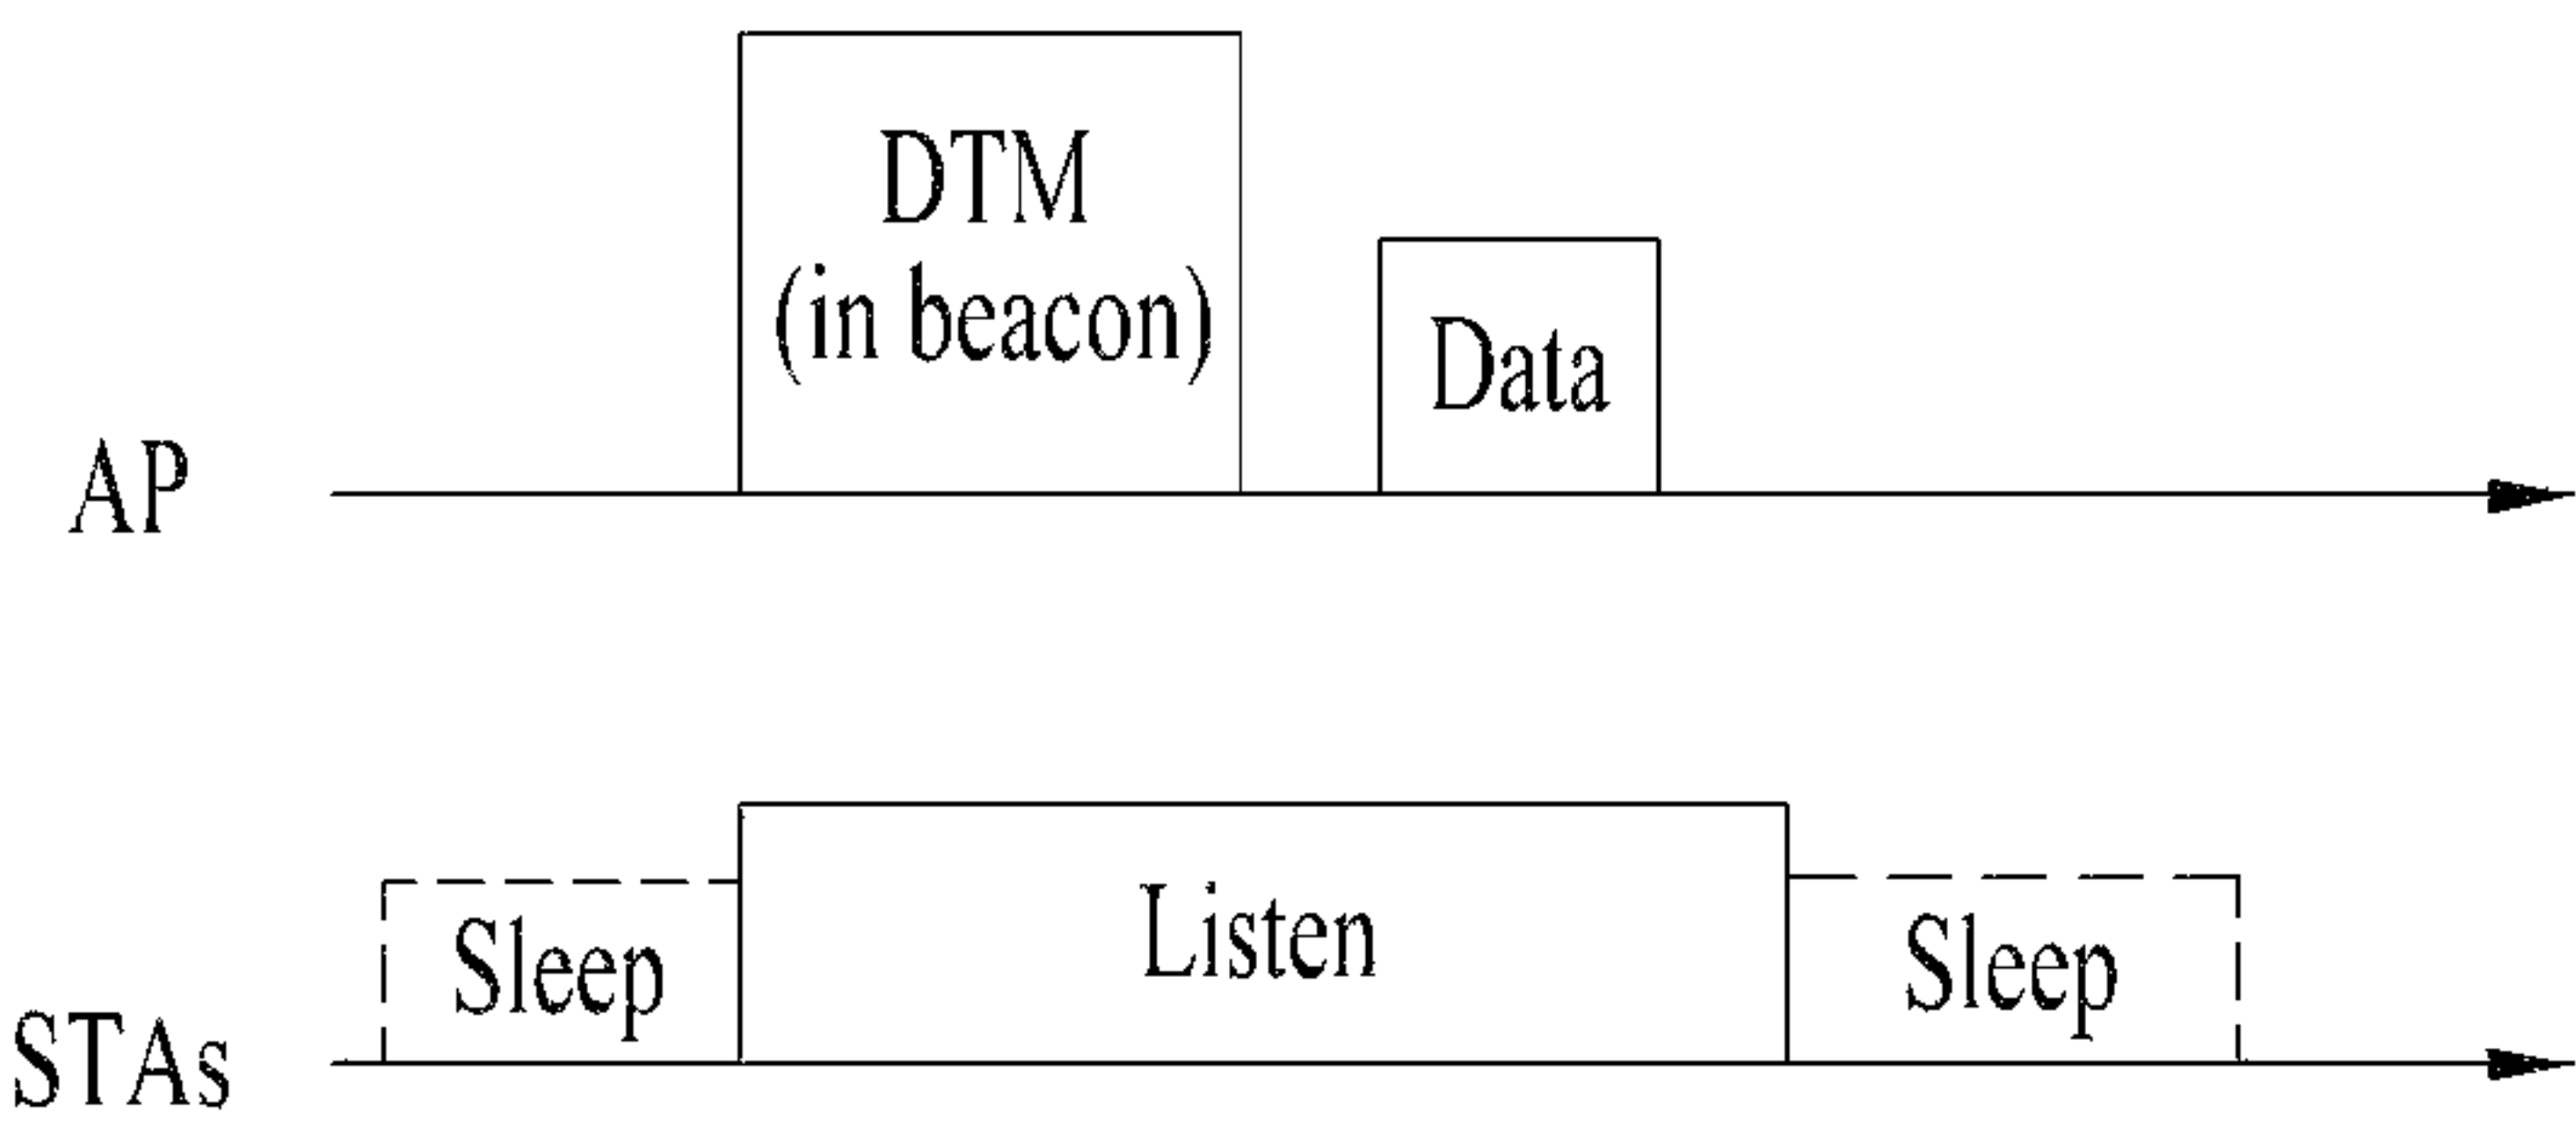 DTM
(in beacon)
Data
AP
Listen
Sleep
Sleep
STAs